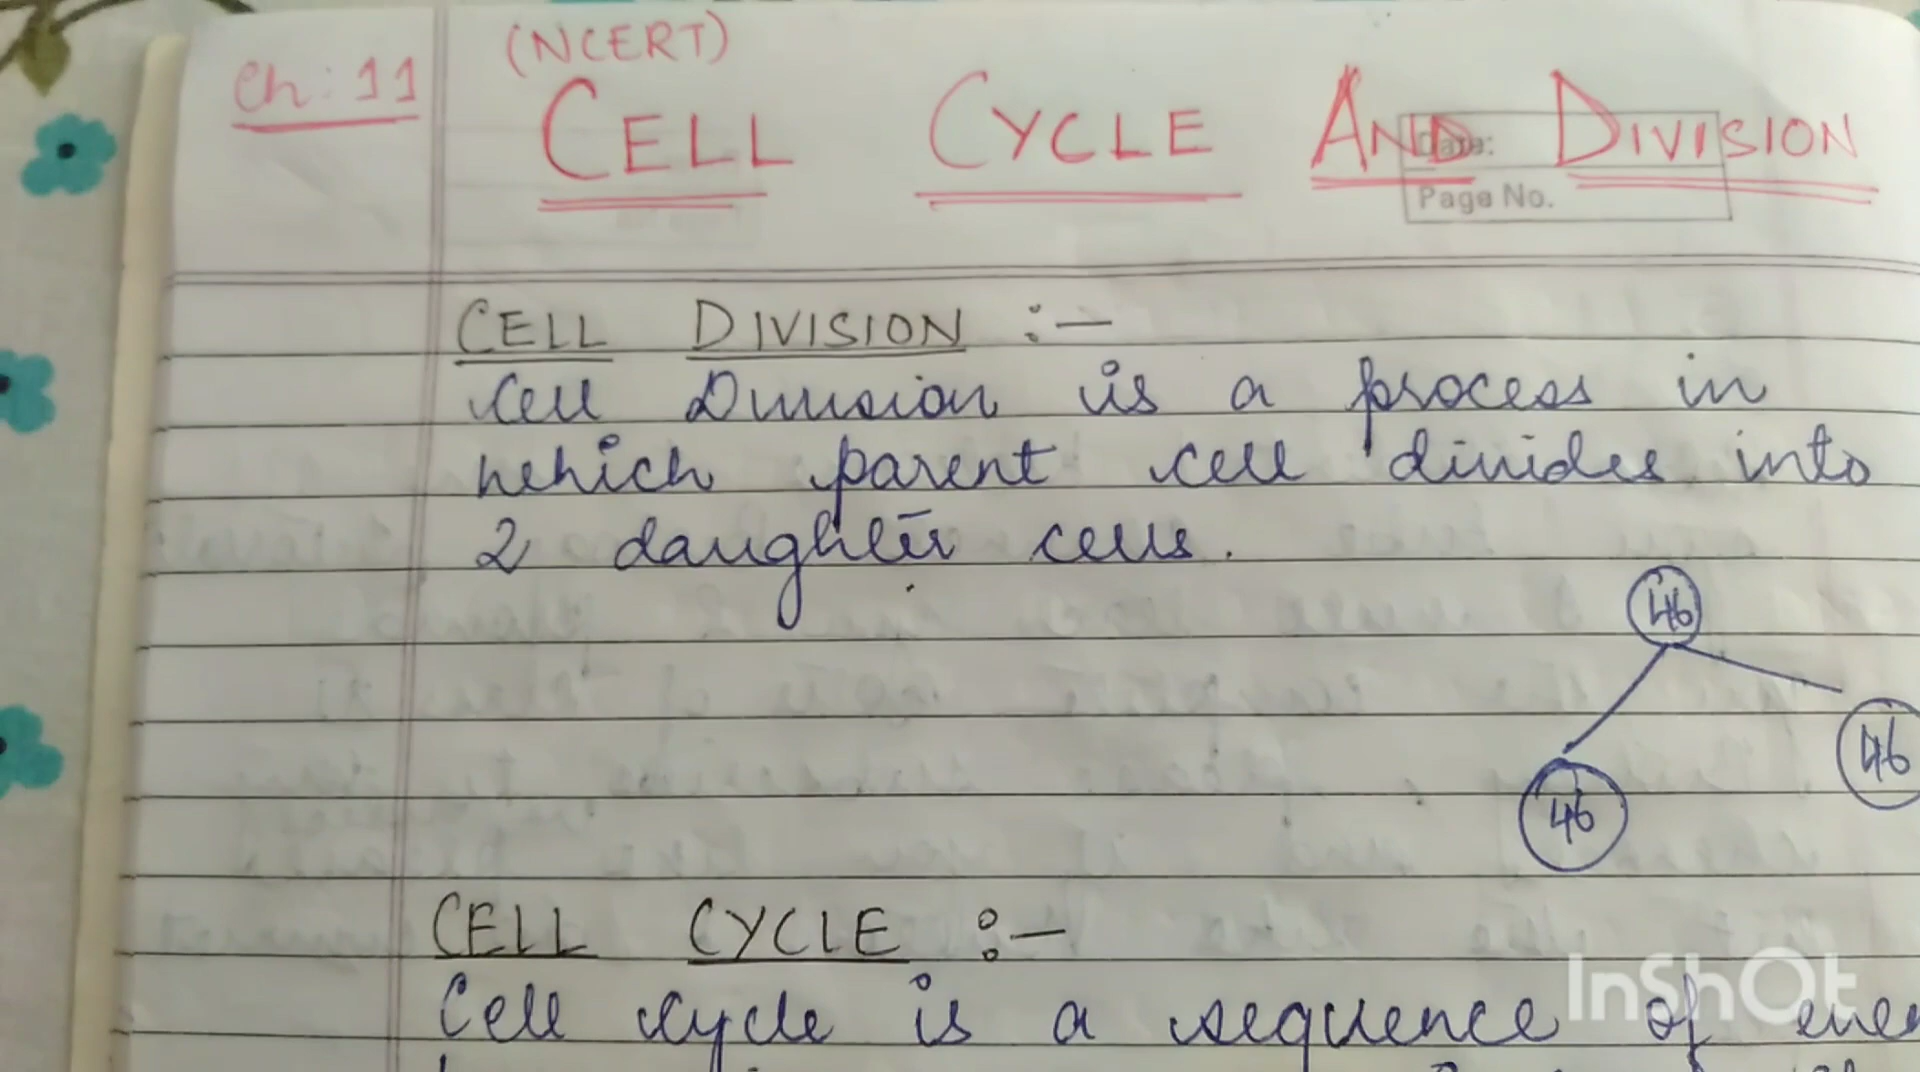 (NCERT)
Ch: 11
CELL CYCLE AND DIVISION
Date:
Page No.
CELL DIVISION :-
Cell Division is a process in
which parent cell divides into
2 daughter cells.
46
46
46
CELL CYCLE :-
Cell cycle is a sequence of
InShOt